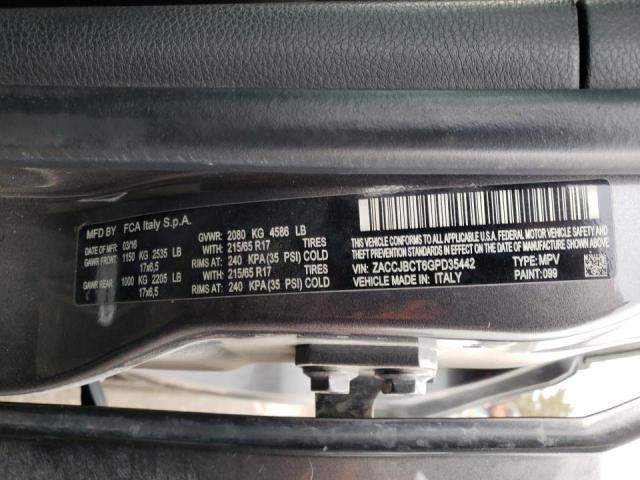 MFD BY FCA Italy S.p.A.
DATE OF MFR 03/16 GVWR: 2080 KG 4586 LB
GAWR FRONT: 1150 KG 2535 LB WITH 215/65 R17 TIRES
17x6,5 RIMS AT: 240 KPA (35 PSI) COLD
GAWR REAR: 1000 KG 2205 LB WITH 215/65 R17 TIRES
17x6,5 RIMS AT: 240 KPA (35 PSI) COLD
THIS VEHICLE CONFORMS TO ALL APPLICABLE U.S.A. FEDERAL MOTOR VEHICLE SAFETY, BUMPER AND
THEFT PREVENTION STANDARDS IN EFFECT ON THE DATE OF MANUFACTURE SHOWN ABOVE.
VIN: ZACCJBCT6GPD35442 TYPE: MPV
VEHICLE MADE IN: ITALY PAINT: 099